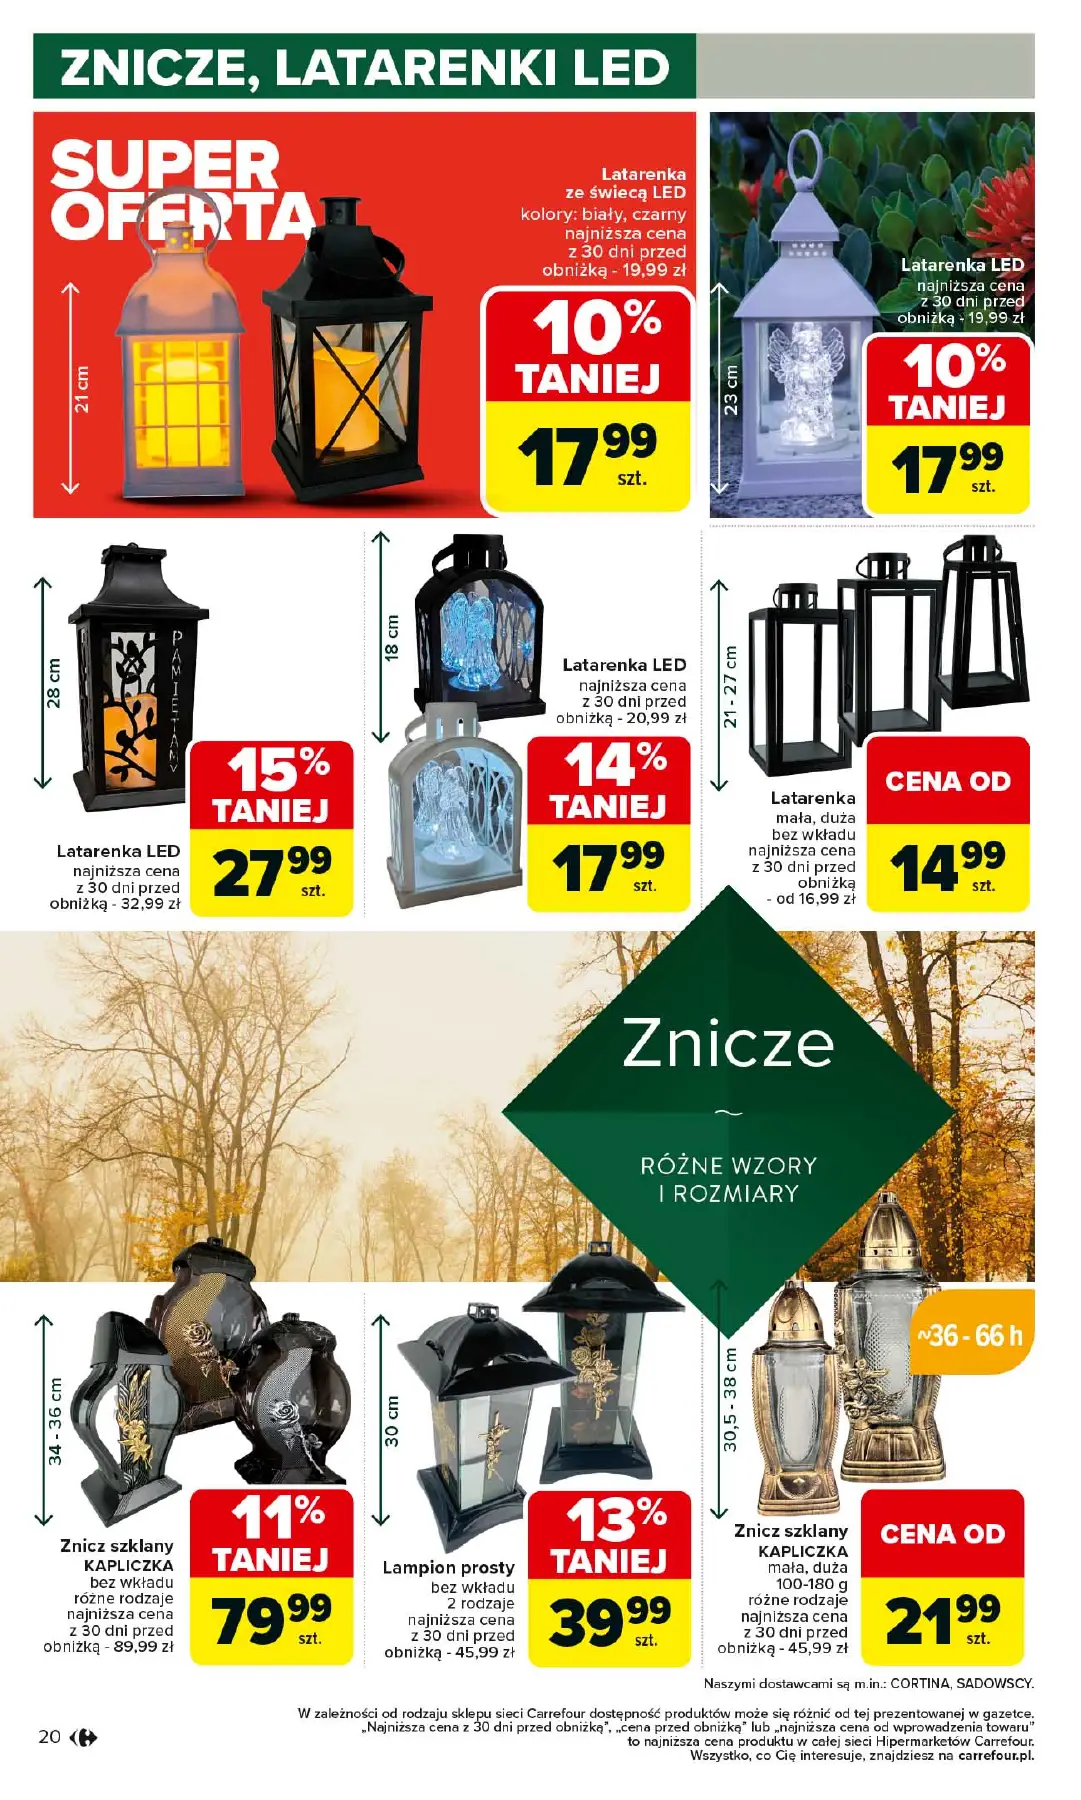 ZNICZE, LATARENKI LED
SUPER
OFERTA
Latarenka
ze świecą LED
kolory: biały, czarny
najniższa cena
z 30 dni przed
obniżką - 19,99 zł
21 cm
10%
TANIEJ
17 99
szt.
Latarenka LED
najniższa cena
z 30 dni przed
obniżką - 19,99 zł
23 cm
10%
TANIEJ
17 99
szt.
28 cm
PAMIĘTAMY
Latarenka LED
najniższa cena
z 30 dni przed
obniżką - 32,99 zł
15%
TANIEJ
27 99
szt.
18 cm
Latarenka LED
najniższa cena
z 30 dni przed
obniżką - 20,99 zł
14%
TANIEJ
17 99
szt.
21 - 27 cm
Latarenka
mała, duża
bez wkładu
najniższa cena
z 30 dni przed
obniżką
- od 16,99 zł
CENA OD
14 99
szt.
Znicze
~
RÓŻNE WZORY
I ROZMIARY
34 - 36 cm
Znicz szklany
KAPLICZKA
bez wkładu
różne rodzaje
najniższa cena
z 30 dni przed
obniżką - 89,99 zł
11%
TANIEJ
79 99
szt.
30 cm
Lampion prosty
bez wkładu
2 rodzaje
najniższa cena
z 30 dni przed
obniżką - 45,99 zł
13%
TANIEJ
39 99
szt.
30,5 - 38 cm
~36 - 66 h
Znicz szklany
KAPLICZKA
mała, duża
100-180 g
różne rodzaje
najniższa cena
z 30 dni przed
obniżką - 45,99 zł
CENA OD
21 99
szt.
Naszymi dostawcami są m.in.: CORTINA, SADOWSCY.
W zależności od rodzaju sklepu sieci Carrefour dostępność produktów może się różnić od tej prezentowanej w gazetce.
„Najniższa cena z 30 dni przed obniżką”, „cena przed obniżką” lub „najniższa cena od wprowadzenia towaru”
to najniższa cena produktu w całej sieci Hipermarketów Carrefour.
Wszystko, co Cię interesuje, znajdziesz na carrefour.pl.
20